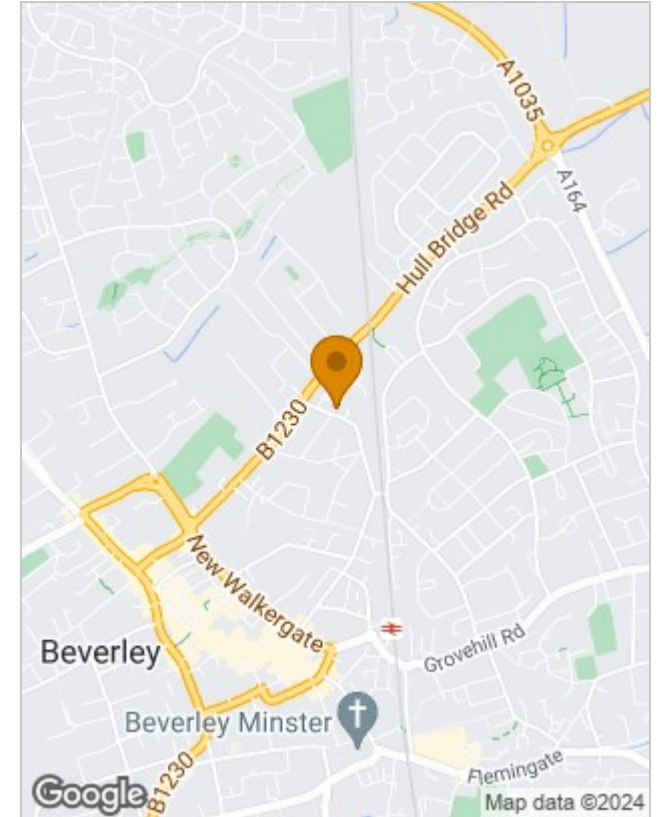 A1035
A164
Hull Bridge Rd
B1230
New Walkergate
Beverley
Grovehill Rd
Beverley Minster
Flemingate
B1230
Google
Map data ©2024